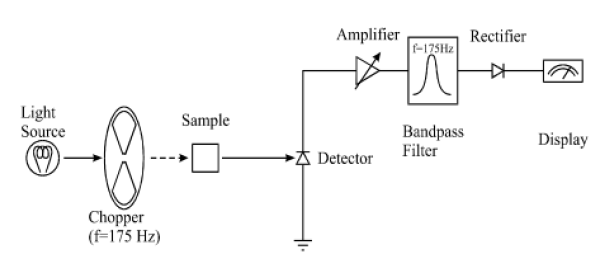 Amplifier
Rectifier
f=175Hz
Light
Source
Sample
Bandpass
Filter
Display
Detector
Chopper
(f=175 Hz)